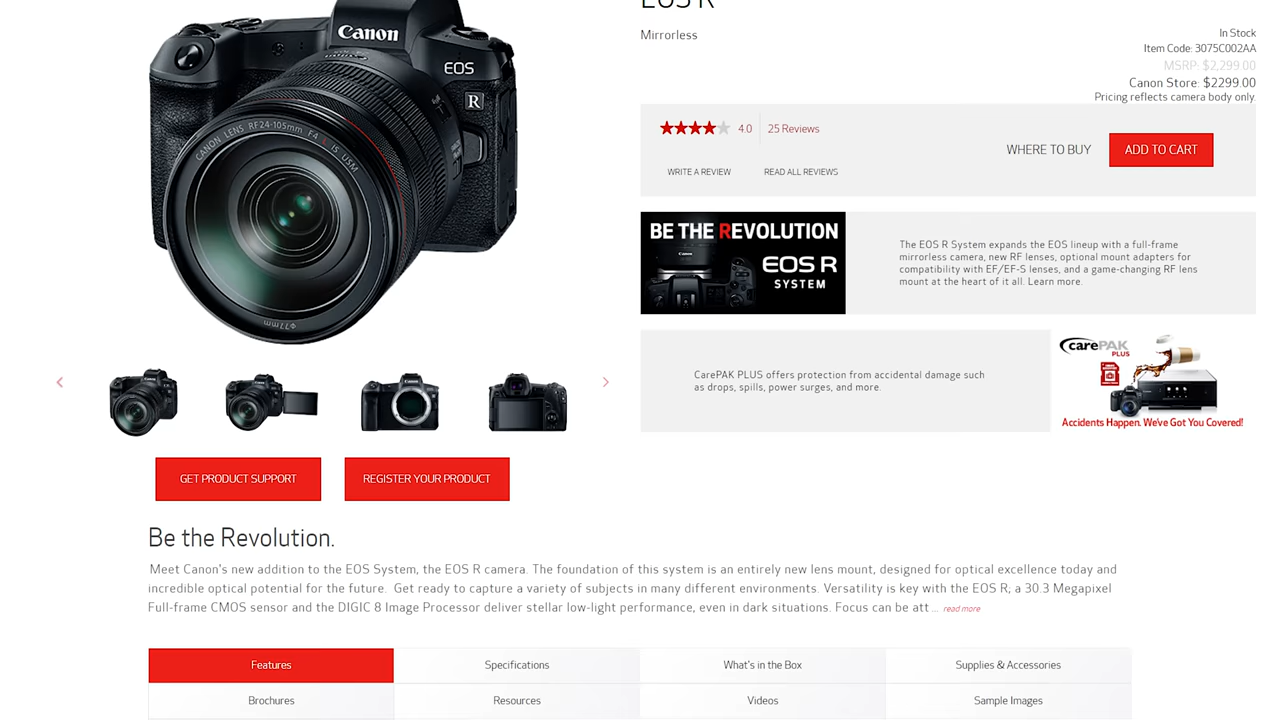 EOS R
Mirrorless
In Stock
Item Code: 3075C002AA
MSRP: $2,299.00
Canon Store: $2299.00
Pricing reflects camera body only.
4.0
25 Reviews
WRITE A REVIEW
READ ALL REVIEWS
WHERE TO BUY
ADD TO CART
Canon
EOS
R
CANON LENS RF24-105mm F4 L IS USM
Φ77mm
BE THE REVOLUTION
EOS R
SYSTEM
The EOS R System expands the EOS lineup with a full-frame
mirrorless camera, new RF lenses, optional mount adapters for
compatibility with EF/EF-S lenses, and a game-changing RF lens
mount at the heart of it all. Learn more.
CarePAK PLUS offers protection from accidental damage such
as drops, spills, power surges, and more.
carePAK
PLUS
Accidents Happen. We've Got You Covered!
GET PRODUCT SUPPORT
REGISTER YOUR PRODUCT
Be the Revolution.
Meet Canon's new addition to the EOS System, the EOS R camera. The foundation of this system is an entirely new lens mount, designed for optical excellence today and
incredible optical potential for the future. Get ready to capture a variety of subjects in many different environments. Versatility is key with the EOS R; a 30.3 Megapixel
Full-frame CMOS sensor and the DIGIC 8 Image Processor deliver stellar low-light performance, even in dark situations. Focus can be att... read more
Features
Specifications
What's in the Box
Supplies & Accessories
Brochures
Resources
Videos
Sample Images